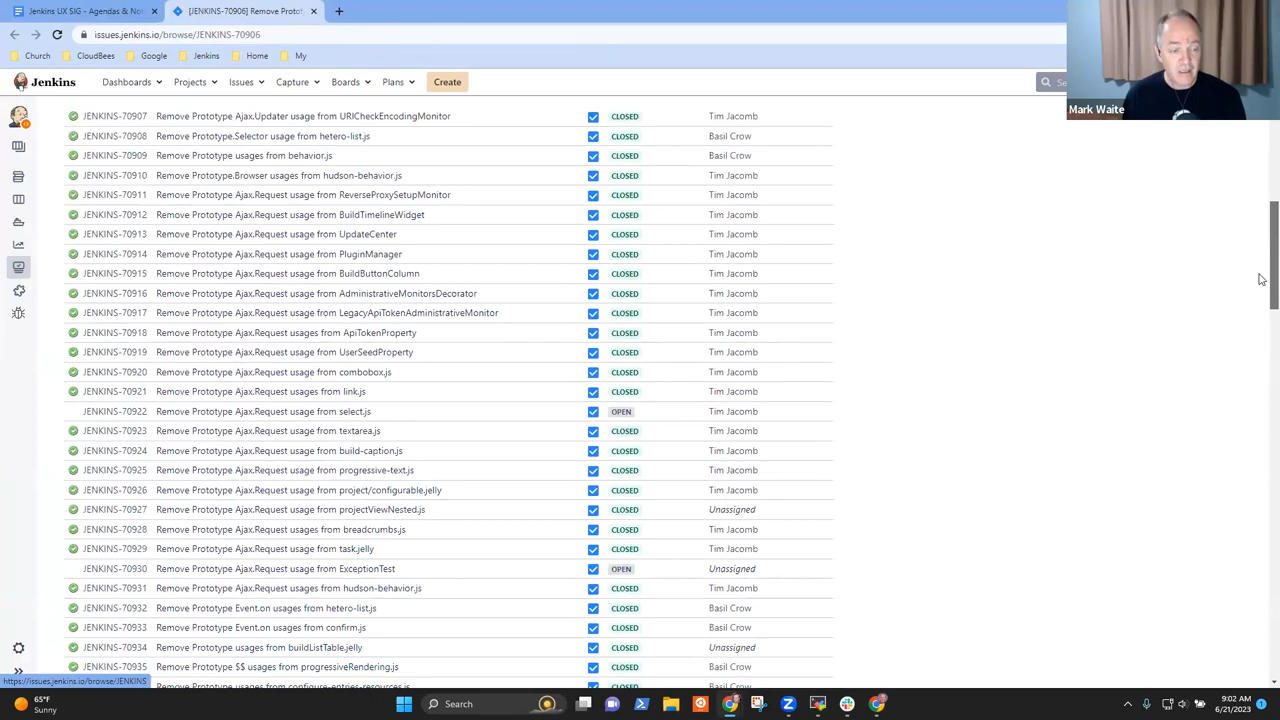 Jenkins UX SIG - Agendas & No
[JENKINS-70906] Remove Protot
issues.jenkins.io/browse/JENKINS-70906
Church
CloudBees
Google
Jenkins
Home
My
Jenkins
Dashboards
Projects
Issues
Capture
Boards
Plans
Create
Se
Mark Waite
JENKINS-70907 Remove Prototype Ajax.Updater usage from URICheckEncodingMonitor CLOSED Tim Jacomb
JENKINS-70908 Remove Prototype.Selector usage from hetero-list.js CLOSED Basil Crow
JENKINS-70909 Remove Prototype usages from behavior.js CLOSED Basil Crow
JENKINS-70910 Remove Prototype.Browser usages from hudson-behavior.js CLOSED Tim Jacomb
JENKINS-70911 Remove Prototype Ajax.Request usage from ReverseProxySetupMonitor CLOSED Tim Jacomb
JENKINS-70912 Remove Prototype Ajax.Request usage from BuildTimelineWidget CLOSED Tim Jacomb
JENKINS-70913 Remove Prototype Ajax.Request usage from UpdateCenter CLOSED Tim Jacomb
JENKINS-70914 Remove Prototype Ajax.Request usage from PluginManager CLOSED Tim Jacomb
JENKINS-70915 Remove Prototype Ajax.Request usage from BuildButtonColumn CLOSED Tim Jacomb
JENKINS-70916 Remove Prototype Ajax.Request usage from AdministrativeMonitorsDecorator CLOSED Tim Jacomb
JENKINS-70917 Remove Prototype Ajax.Request usage from LegacyApiTokenAdministrativeMonitor CLOSED Tim Jacomb
JENKINS-70918 Remove Prototype Ajax.Request usages from ApiTokenProperty CLOSED Tim Jacomb
JENKINS-70919 Remove Prototype Ajax.Request usage from UserSeedProperty CLOSED Tim Jacomb
JENKINS-70920 Remove Prototype Ajax.Request usage from combobox.js CLOSED Tim Jacomb
JENKINS-70921 Remove Prototype Ajax.Request usages from link.js CLOSED Tim Jacomb
JENKINS-70922 Remove Prototype Ajax.Request usage from select.js OPEN Tim Jacomb
JENKINS-70923 Remove Prototype Ajax.Request usage from textarea.js CLOSED Tim Jacomb
JENKINS-70924 Remove Prototype Ajax.Request usage from build-caption.js CLOSED Tim Jacomb
JENKINS-70925 Remove Prototype Ajax.Request usage from progressive-text.js CLOSED Tim Jacomb
JENKINS-70926 Remove Prototype Ajax.Request usage from project/configurable.jelly CLOSED Tim Jacomb
JENKINS-70927 Remove Prototype Ajax.Request usage from projectViewNested.js CLOSED Unassigned
JENKINS-70928 Remove Prototype Ajax.Request usages from breadcrumbs.js CLOSED Tim Jacomb
JENKINS-70929 Remove Prototype Ajax.Request usage from task.jelly CLOSED Tim Jacomb
JENKINS-70930 Remove Prototype Ajax.Request usage from ExceptionTest OPEN Unassigned
JENKINS-70931 Remove Prototype Ajax.Request usages from hudson-behavior.js CLOSED Tim Jacomb
JENKINS-70932 Remove Prototype Event.on usages from hetero-list.js CLOSED Basil Crow
JENKINS-70933 Remove Prototype Event.on usages from confirm.js CLOSED Basil Crow
JENKINS-70934 Remove Prototype usages from buildListTable.jelly CLOSED Unassigned
JENKINS-70935 Remove Prototype $$ usages from progressiveRendering.js CLOSED Basil Crow
https://issues.jenkins.io/browse/JENKINS
65°F
Sunny
Search
9:02 AM
6/21/2023